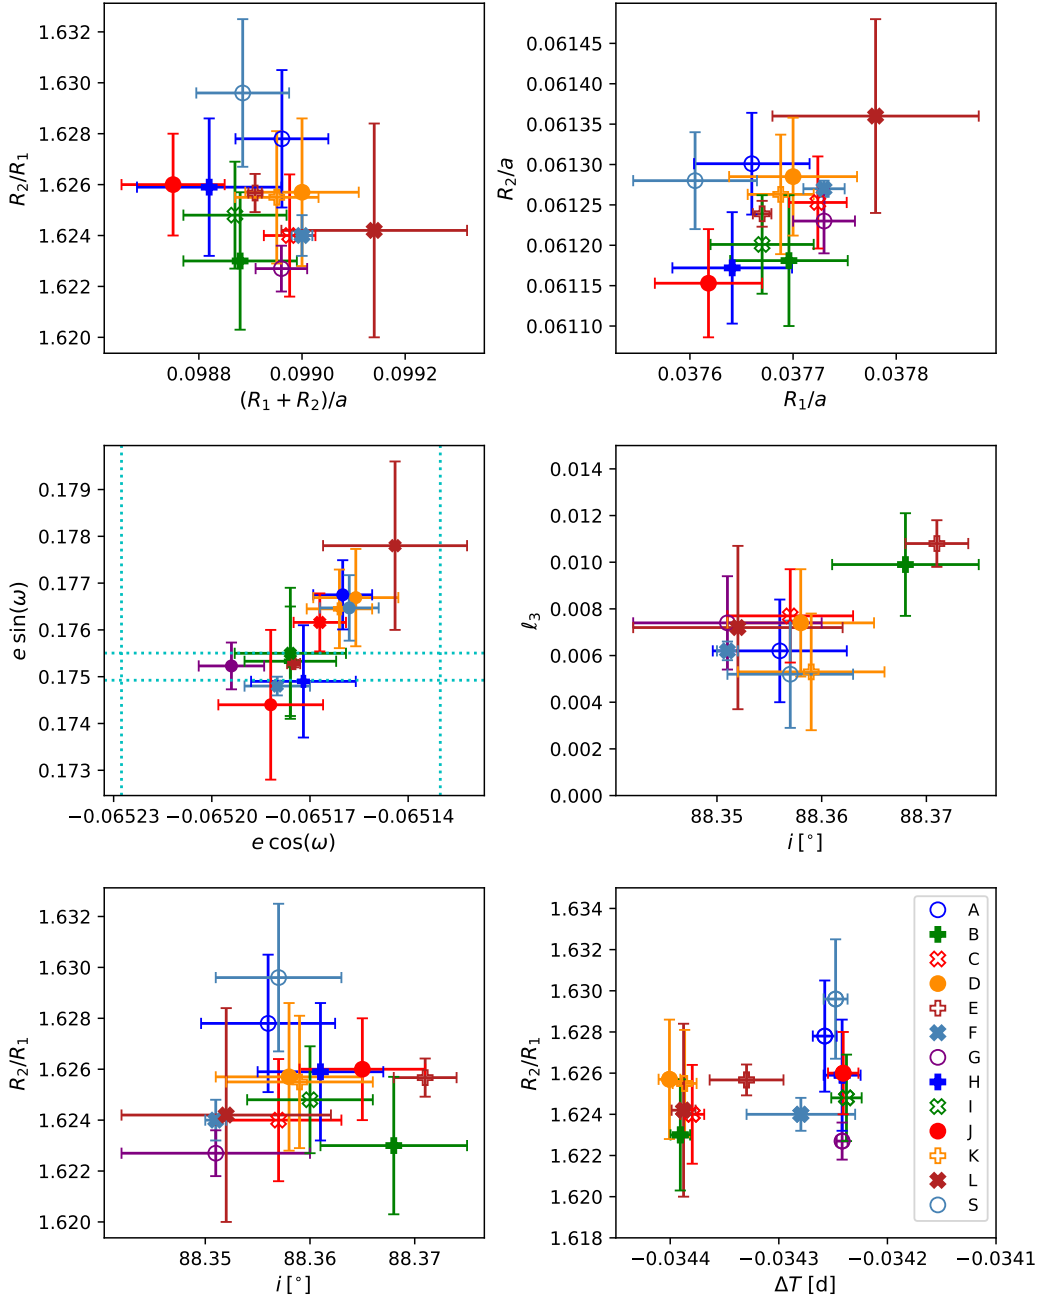 1.632
1.630
1.628
1.626
1.624
1.622
1.620
R₂/R₁
0.0988 0.0990 0.0992
(R₁ + R₂)/a
0.06145
0.06140
0.06135
0.06130
0.06125
0.06120
0.06115
0.06110
R₂/a
0.0376 0.0377 0.0378
R₁/a
0.179
0.178
0.177
0.176
0.175
0.174
0.173
e sin(ω)
−0.06523 −0.06520 −0.06517 −0.06514
e cos(ω)
0.014
0.012
0.010
0.008
0.006
0.004
0.002
0.000
ℓ₃
88.35 88.36 88.37
i [°]
1.632
1.630
1.628
1.626
1.624
1.622
1.620
R₂/R₁
88.35 88.36 88.37
i [°]
1.634
1.632
1.630
1.628
1.626
1.624
1.622
1.620
1.618
R₂/R₁
A
B
C
D
E
F
G
H
I
J
K
L
S
−0.0344 −0.0343 −0.0342 −0.0341
ΔT [d]